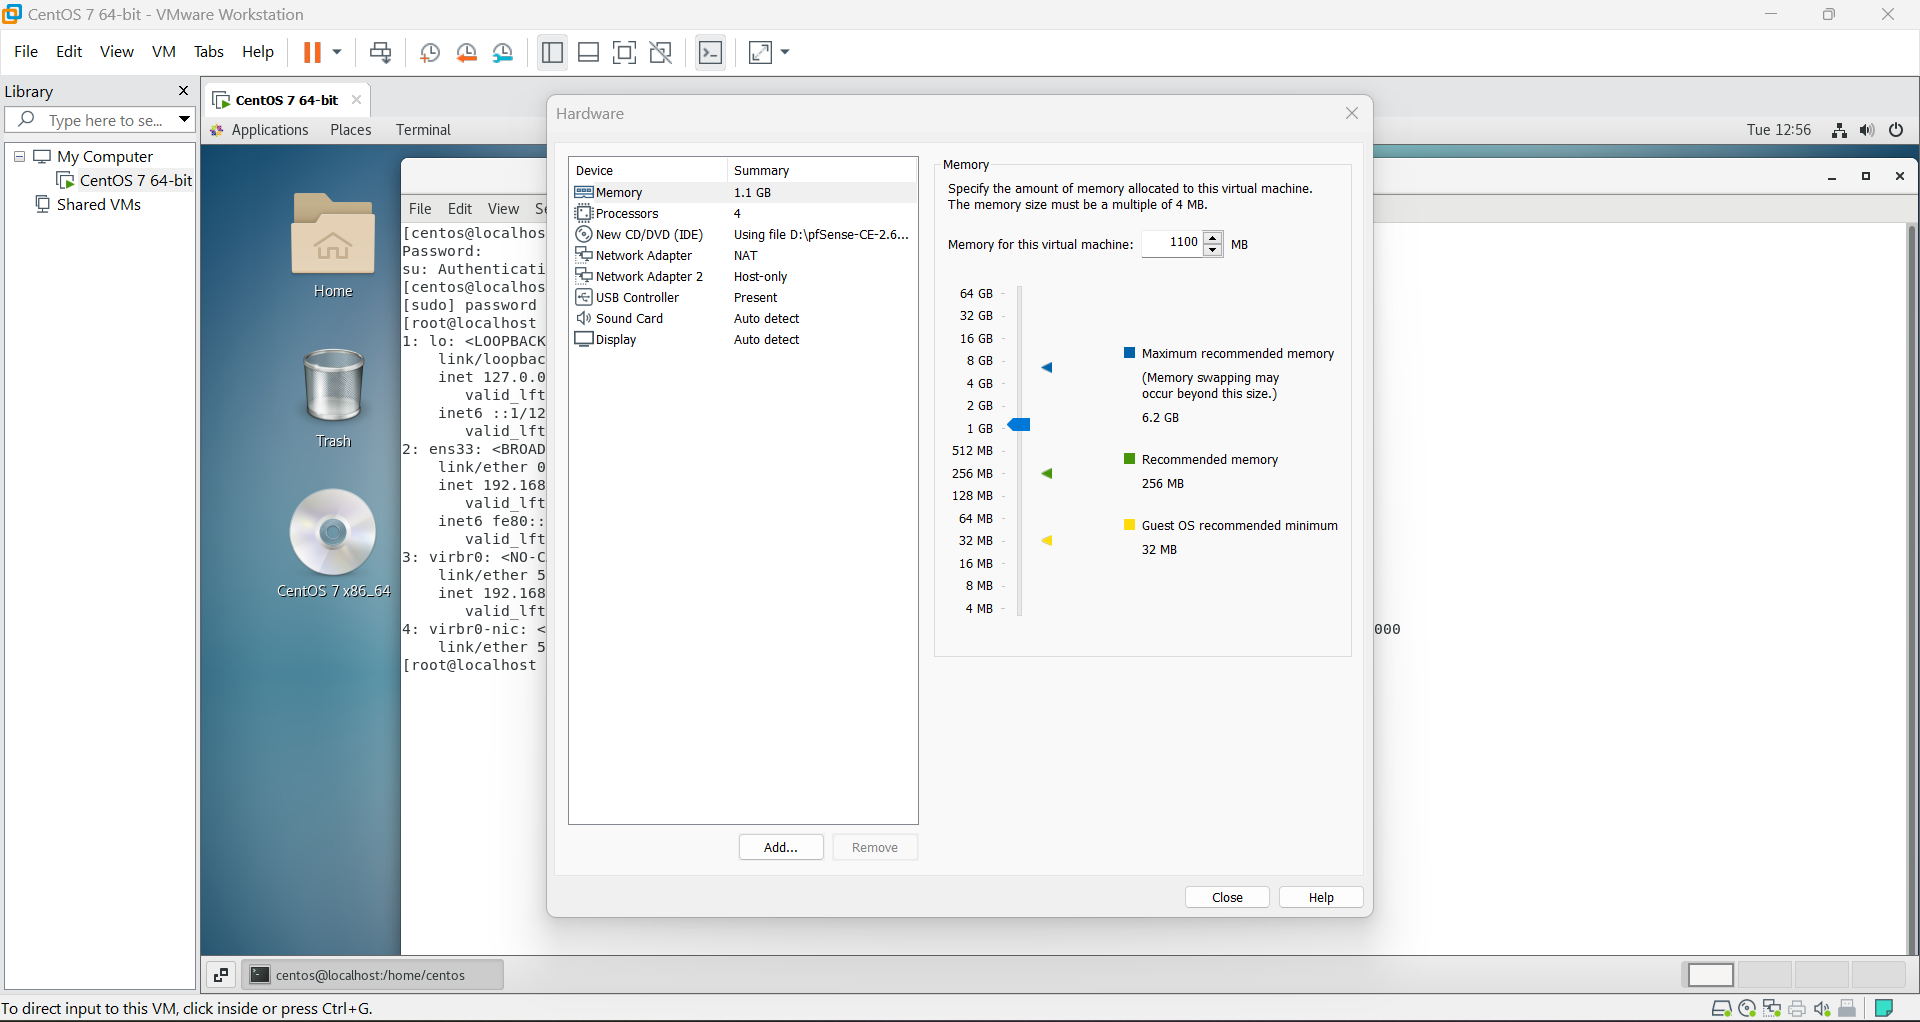 CentOS 7 64-bit - VMware Workstation
File Edit View VM Tabs Help
Library
Type here to se...
My Computer
CentOS 7 64-bit
Shared VMs
CentOS 7 64-bit
Applications Places Terminal
Tue 12:56
Home
Trash
CentOS 7 x86_64
File Edit View Se
[centos@localhos
Password:
su: Authenticati
[centos@localhos
[sudo] password
[root@localhost
1: lo: <LOOPBACK
link/loopbac
inet 127.0.0
valid_lft
inet6 ::1/12
valid_lft
2: ens33: <BROAD
link/ether 0
inet 192.168
valid_lft
inet6 fe80::
valid_lft
3: virbr0: <NO-C
link/ether 5
inet 192.168
valid_lft
4: virbr0-nic: < 000
link/ether 5
[root@localhost
Hardware
Device Summary
Memory 1.1 GB
Processors 4
New CD/DVD (IDE) Using file D:\pfSense-CE-2.6...
Network Adapter NAT
Network Adapter 2 Host-only
USB Controller Present
Sound Card Auto detect
Display Auto detect
Add... Remove
Memory
Specify the amount of memory allocated to this virtual machine.
The memory size must be a multiple of 4 MB.
Memory for this virtual machine: 1100 MB
64 GB
32 GB
16 GB
8 GB
4 GB
2 GB
1 GB
512 MB
256 MB
128 MB
64 MB
32 MB
16 MB
8 MB
4 MB
Maximum recommended memory
(Memory swapping may
occur beyond this size.)
6.2 GB
Recommended memory
256 MB
Guest OS recommended minimum
32 MB
Close Help
centos@localhost:/home/centos
To direct input to this VM, click inside or press Ctrl+G.